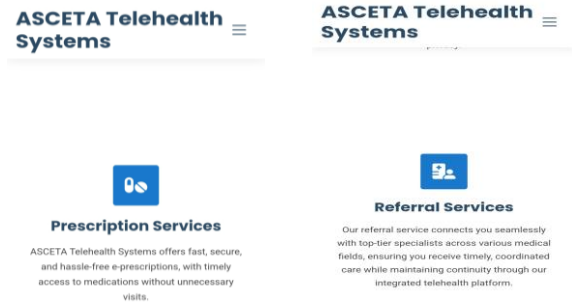 ASCETA Telehealth
Systems
Prescription Services
ASCETA Telehealth Systems offers fast, secure,
and hassle-free e-prescriptions, with timely
access to medications without unnecessary
visits.
ASCETA Telehealth
Systems
Referral Services
Our referral service connects you seamlessly
with top-tier specialists across various medical
fields, ensuring you receive timely, coordinated
care while maintaining continuity through our
integrated telehealth platform.